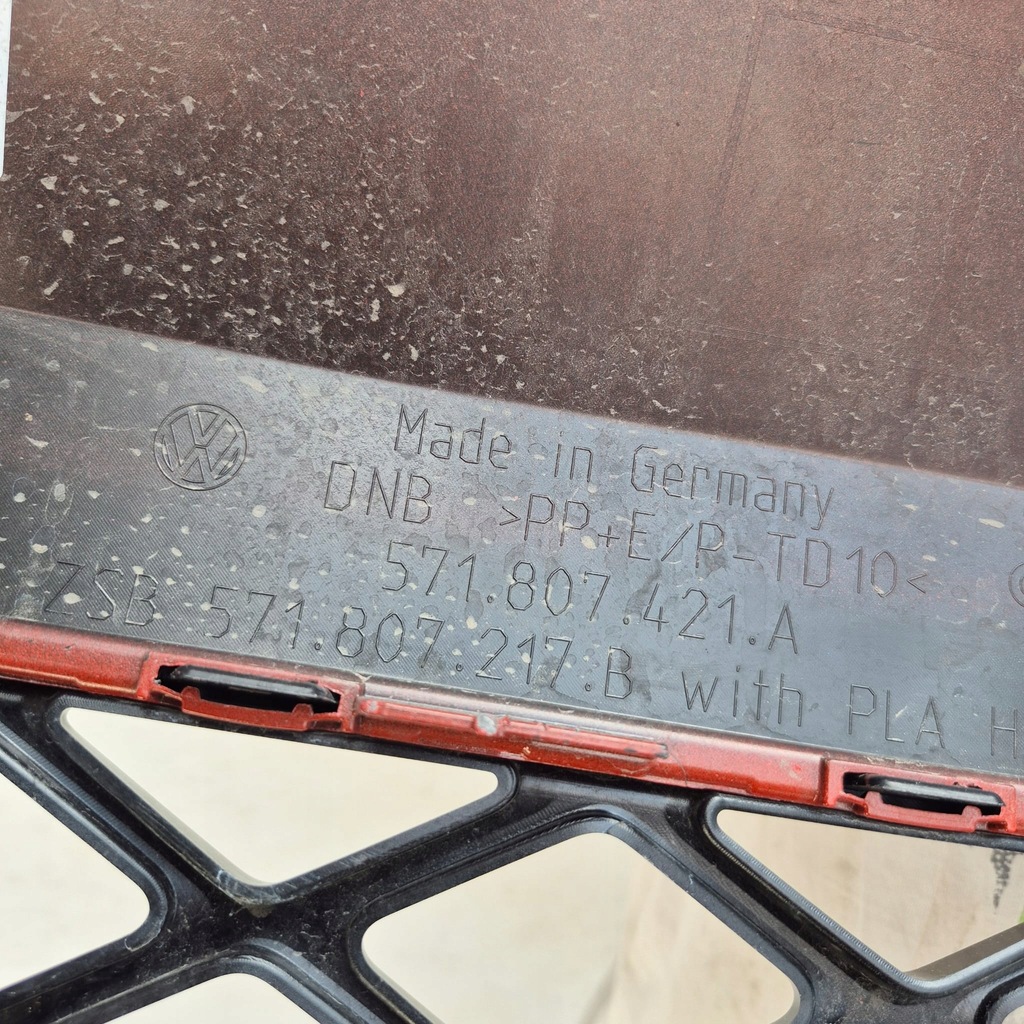 Made in Germany
DNB >PP+E/P-TD10<
571.807.421.A
ZSB 571.807.217.B with PLA H